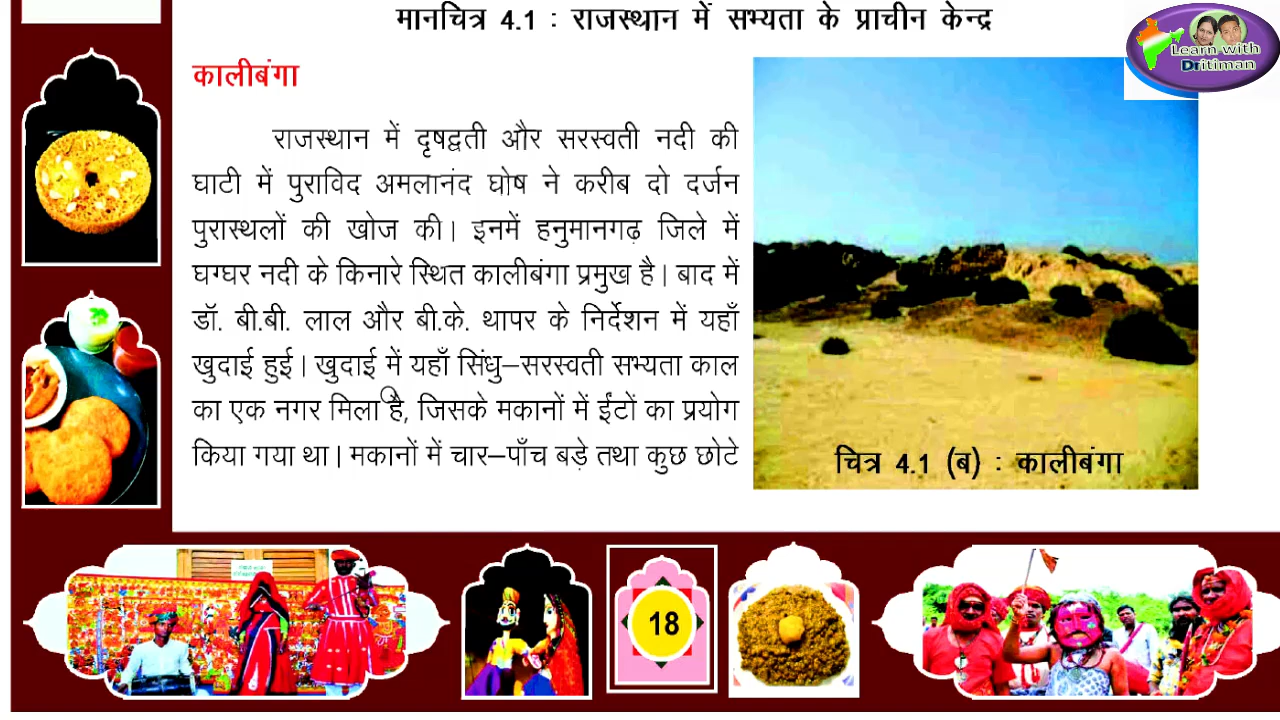 मानचित्र 4.1 : राजस्थान में सभ्यता के प्राचीन केन्द्र
Learn with
Dritiman
कालीबंगा
राजस्थान में दृषद्वती और सरस्वती नदी की
घाटी में पुराविद अमलानंद घोष ने करीब दो दर्जन
पुरास्थलों की खोज की। इनमें हनुमानगढ़ जिले में
घग्घर नदी के किनारे स्थित कालीबंगा प्रमुख है। बाद में
डॉ. बी.बी. लाल और बी.के. थापर के निर्देशन में यहाँ
खुदाई हुई। खुदाई में यहाँ सिंधु–सरस्वती सभ्यता काल
का एक नगर मिला है, जिसके मकानों में ईंटों का प्रयोग
किया गया था। मकानों में चार–पाँच बड़े तथा कुछ छोटे
चित्र 4.1 (ब) : कालीबंगा
18